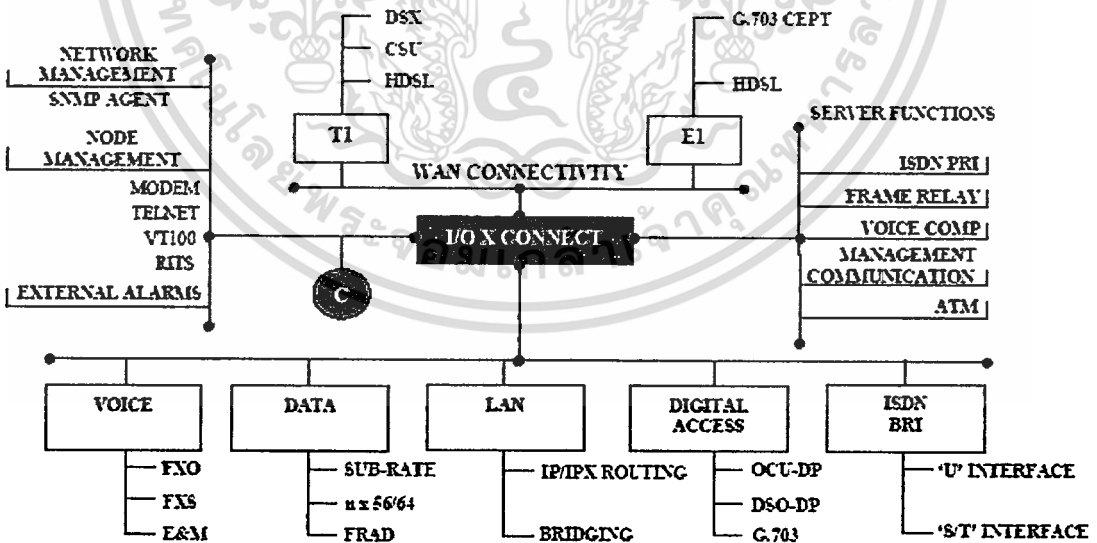 DSX
CSU
HDSL
G.703 CEPT
HDSL
NETWORK
MANAGEMENT
SNMP AGENT
NODE
MANAGEMENT
MODEM
TELNET
VT100
RITS
EXTERNAL ALARMS
T1
E1
WAN CONNECTIVITY
I/O X CONNECT
C
SERVER FUNCTIONS
ISDN PRI
FRAME RELAY
VOICE COMP
MANAGEMENT
COMMUNICATION
ATM
VOICE
FXO
FXS
E&M
DATA
SUB-RATE
n x 56/64
FRAD
LAN
IP/IPX ROUTING
BRIDGING
DIGITAL
ACCESS
OCU-DP
DSO-DP
G.703
ISDN
BRI
'U' INTERFACE
'S/T' INTERFACE